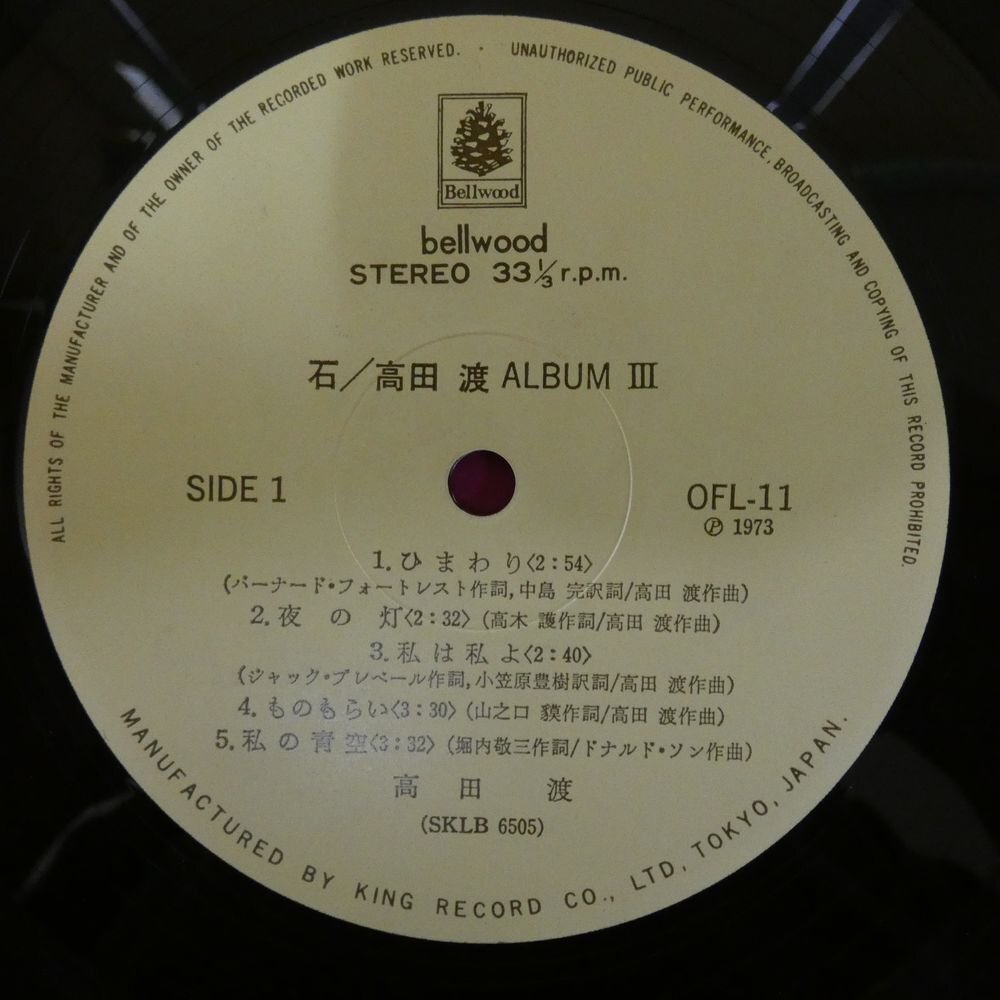 ALL RIGHTS OF THE MANUFACTURER AND OF THE OWNER OF THE RECORDED WORK RESERVED. · UNAUTHORIZED PUBLIC PERFORMANCE, BROADCASTING AND COPYING OF THIS RECORD PROHIBITED.
Bellwood
bellwood
STEREO 33⅓ r.p.m.
石/高田 渡 ALBUM III
SIDE 1
OFL-11
Ⓟ 1973
1. ひまわり〈2:54〉
(バーナード・フォートレスト作詞, 中島 完訳詞/高田 渡作曲)
2. 夜の灯〈2:32〉 (高木 護作詞/高田 渡作曲)
3. 私は私よ〈2:40〉
(ジャック・プレベール作詞, 小笠原豊樹訳詞/高田 渡作曲)
4. ものもらい〈3:30〉 (山之口 貘作詞/高田 渡作曲)
5. 私の青空〈3:32〉 (堀内敬三作詞/ドナルド・ソン作曲)
高田 渡
(SKLB 6505)
MANUFACTURED BY KING RECORD CO., LTD, TOKYO, JAPAN.